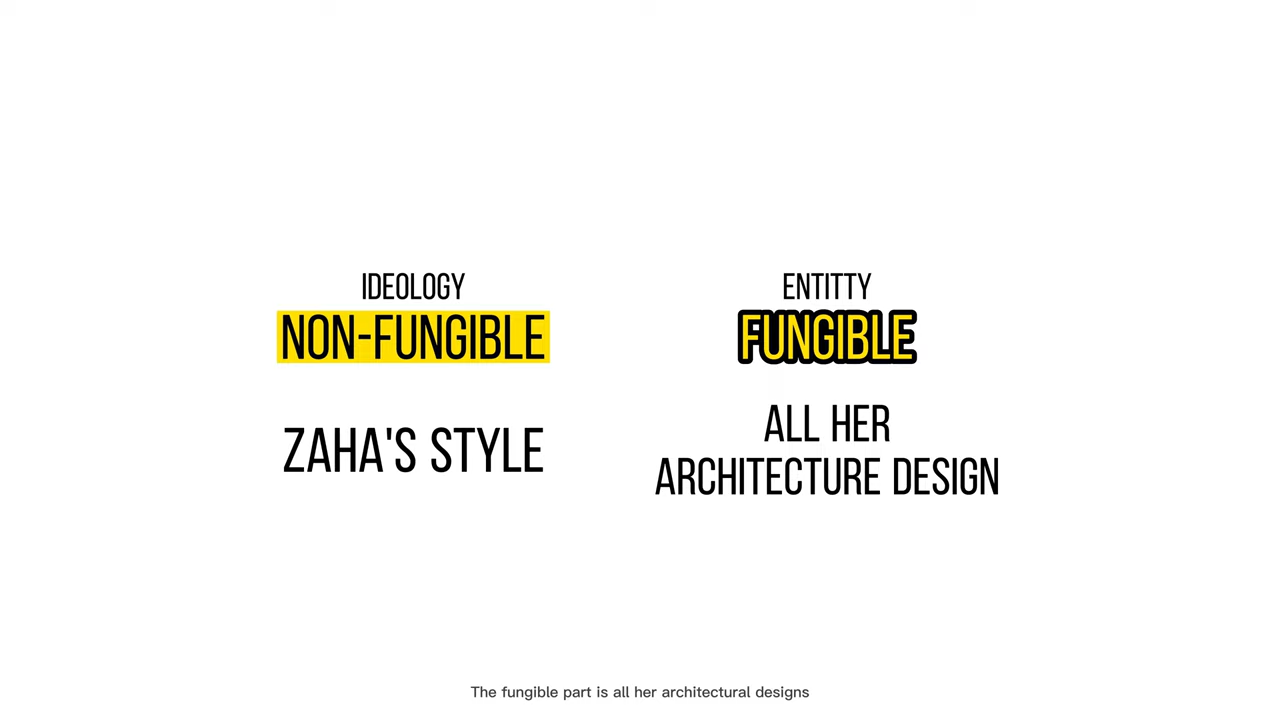 IDEOLOGY
NON-FUNGIBLE
ZAHA'S STYLE
ENTITTY
FUNGIBLE
ALL HER
ARCHITECTURE DESIGN
The fungible part is all her architectural designs